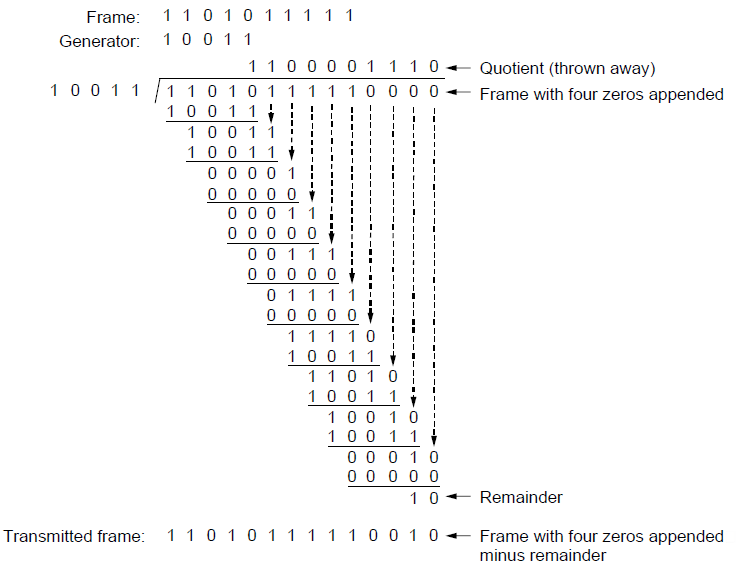 Frame: 1 1 0 1 0 1 1 1 1 1
Generator: 1 0 0 1 1
1 1 0 0 0 0 1 1 1 0 Quotient (thrown away)
1 0 0 1 1 1 1 0 1 0 1 1 1 1 1 0 0 0 0 Frame with four zeros appended
1 0 0 1 1
1 0 0 1 1
1 0 0 1 1
0 0 0 0 1
0 0 0 0 0
0 0 0 1 1
0 0 0 0 0
0 0 1 1 1
0 0 0 0 0
0 1 1 1 1
0 0 0 0 0
1 1 1 1 0
1 0 0 1 1
1 1 0 1 0
1 0 0 1 1
1 0 0 1 0
1 0 0 1 1
0 0 0 1 0
0 0 0 0 0
1 0 Remainder
Transmitted frame: 1 1 0 1 0 1 1 1 1 1 0 0 1 0 Frame with four zeros appended
minus remainder